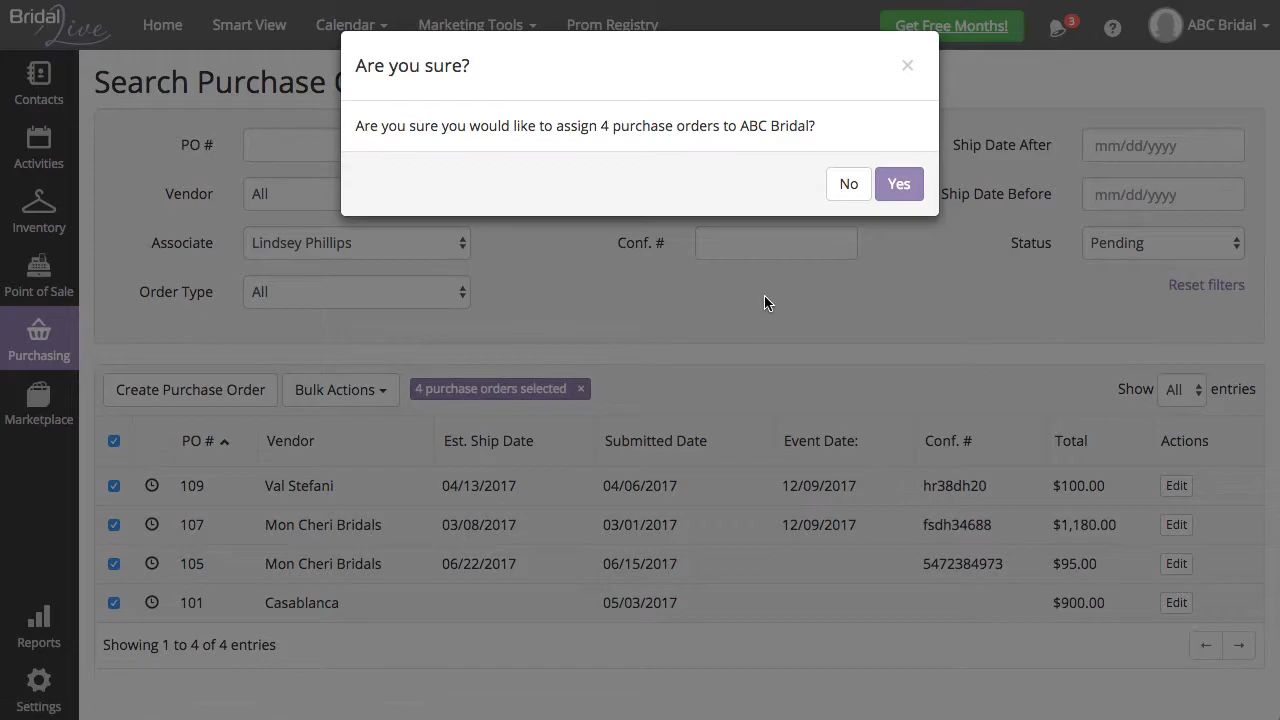 Bridal Live
Home
Smart View
Calendar
Marketing Tools
Prom Registry
Get Free Months!
3
?
ABC Bridal
Contacts
Activities
Inventory
Point of Sale
Purchasing
Marketplace
Reports
Settings
Are you sure?
×
Are you sure you would like to assign 4 purchase orders to ABC Bridal?
No
Yes
Search Purchase
PO #
Ship Date After
mm/dd/yyyy
Vendor
All
Ship Date Before
mm/dd/yyyy
Associate
Lindsey Phillips
Conf. #
Status
Pending
Order Type
All
Reset filters
Create Purchase Order
Bulk Actions
4 purchase orders selected ×
Show All entries
PO # Vendor Est. Ship Date Submitted Date Event Date: Conf. # Total Actions
109 Val Stefani 04/13/2017 04/06/2017 12/09/2017 hr38dh20 $100.00 Edit
107 Mon Cheri Bridals 03/08/2017 03/01/2017 12/09/2017 fsdh34688 $1,180.00 Edit
105 Mon Cheri Bridals 06/22/2017 06/15/2017 5472384973 $95.00 Edit
101 Casablanca 05/03/2017 $900.00 Edit
Showing 1 to 4 of 4 entries
← →